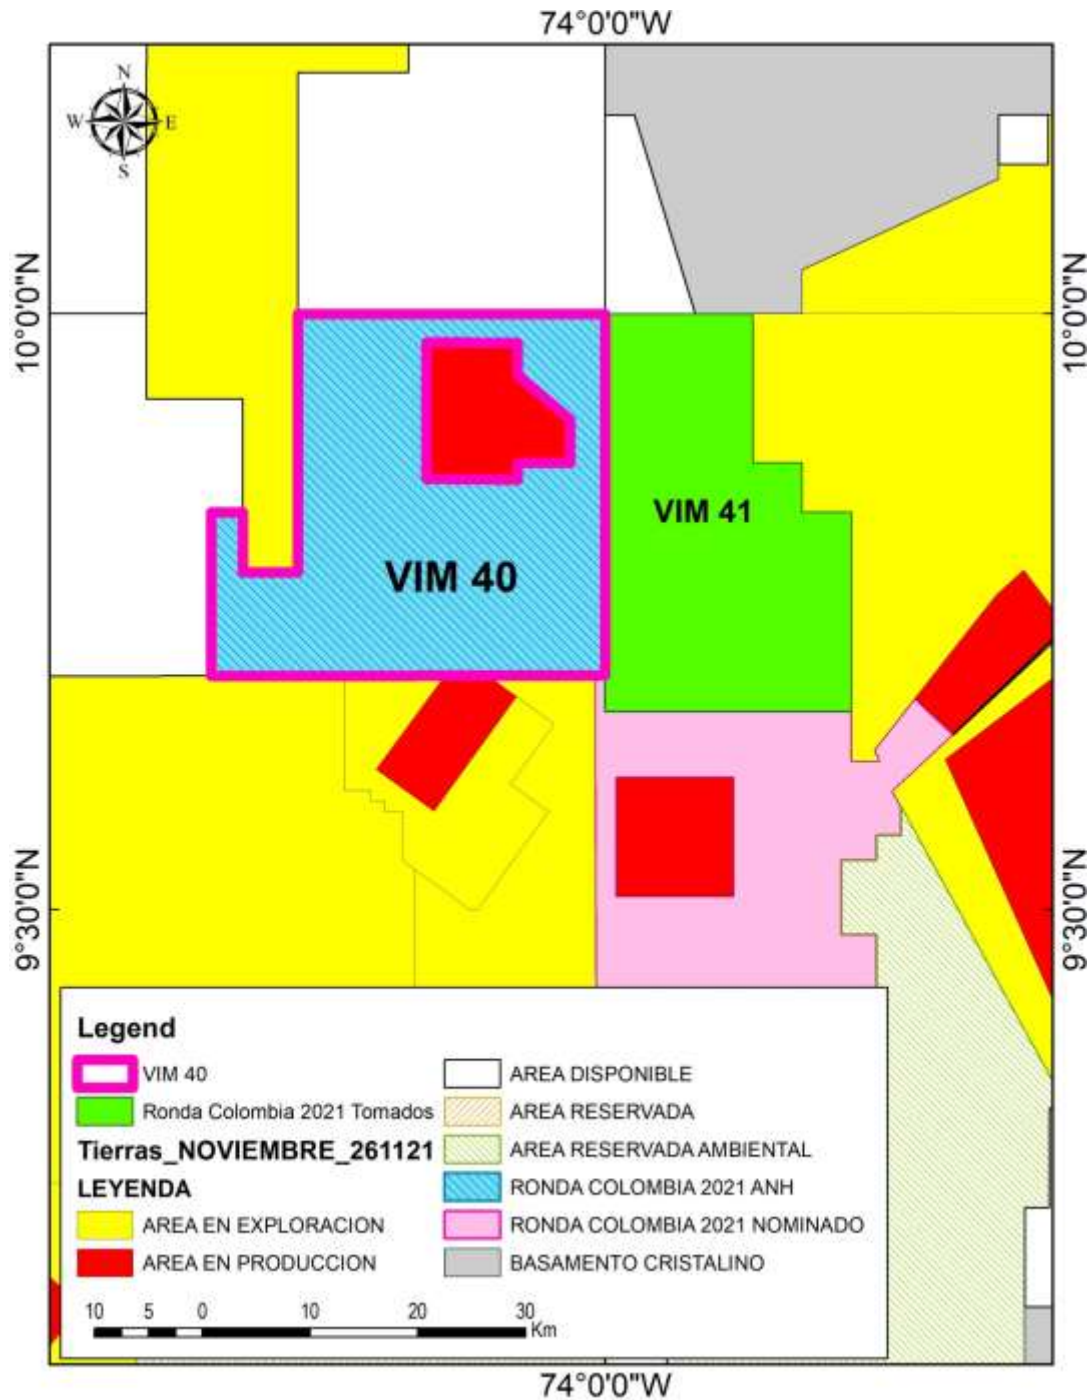 74°0'0"W
N
W E
S
10°0'0"N
10°0'0"N
VIM 41
VIM 40
9°30'0"N
9°30'0"N
Legend
VIM 40
Ronda Colombia 2021 Tomados
Tierras_NOVIEMBRE_261121
LEYENDA
AREA EN EXPLORACION
AREA EN PRODUCCION
AREA DISPONIBLE
AREA RESERVADA
AREA RESERVADA AMBIENTAL
RONDA COLOMBIA 2021 ANH
RONDA COLOMBIA 2021 NOMINADO
BASAMENTO CRISTALINO
10 5 0 10 20 30
Km
74°0'0"W